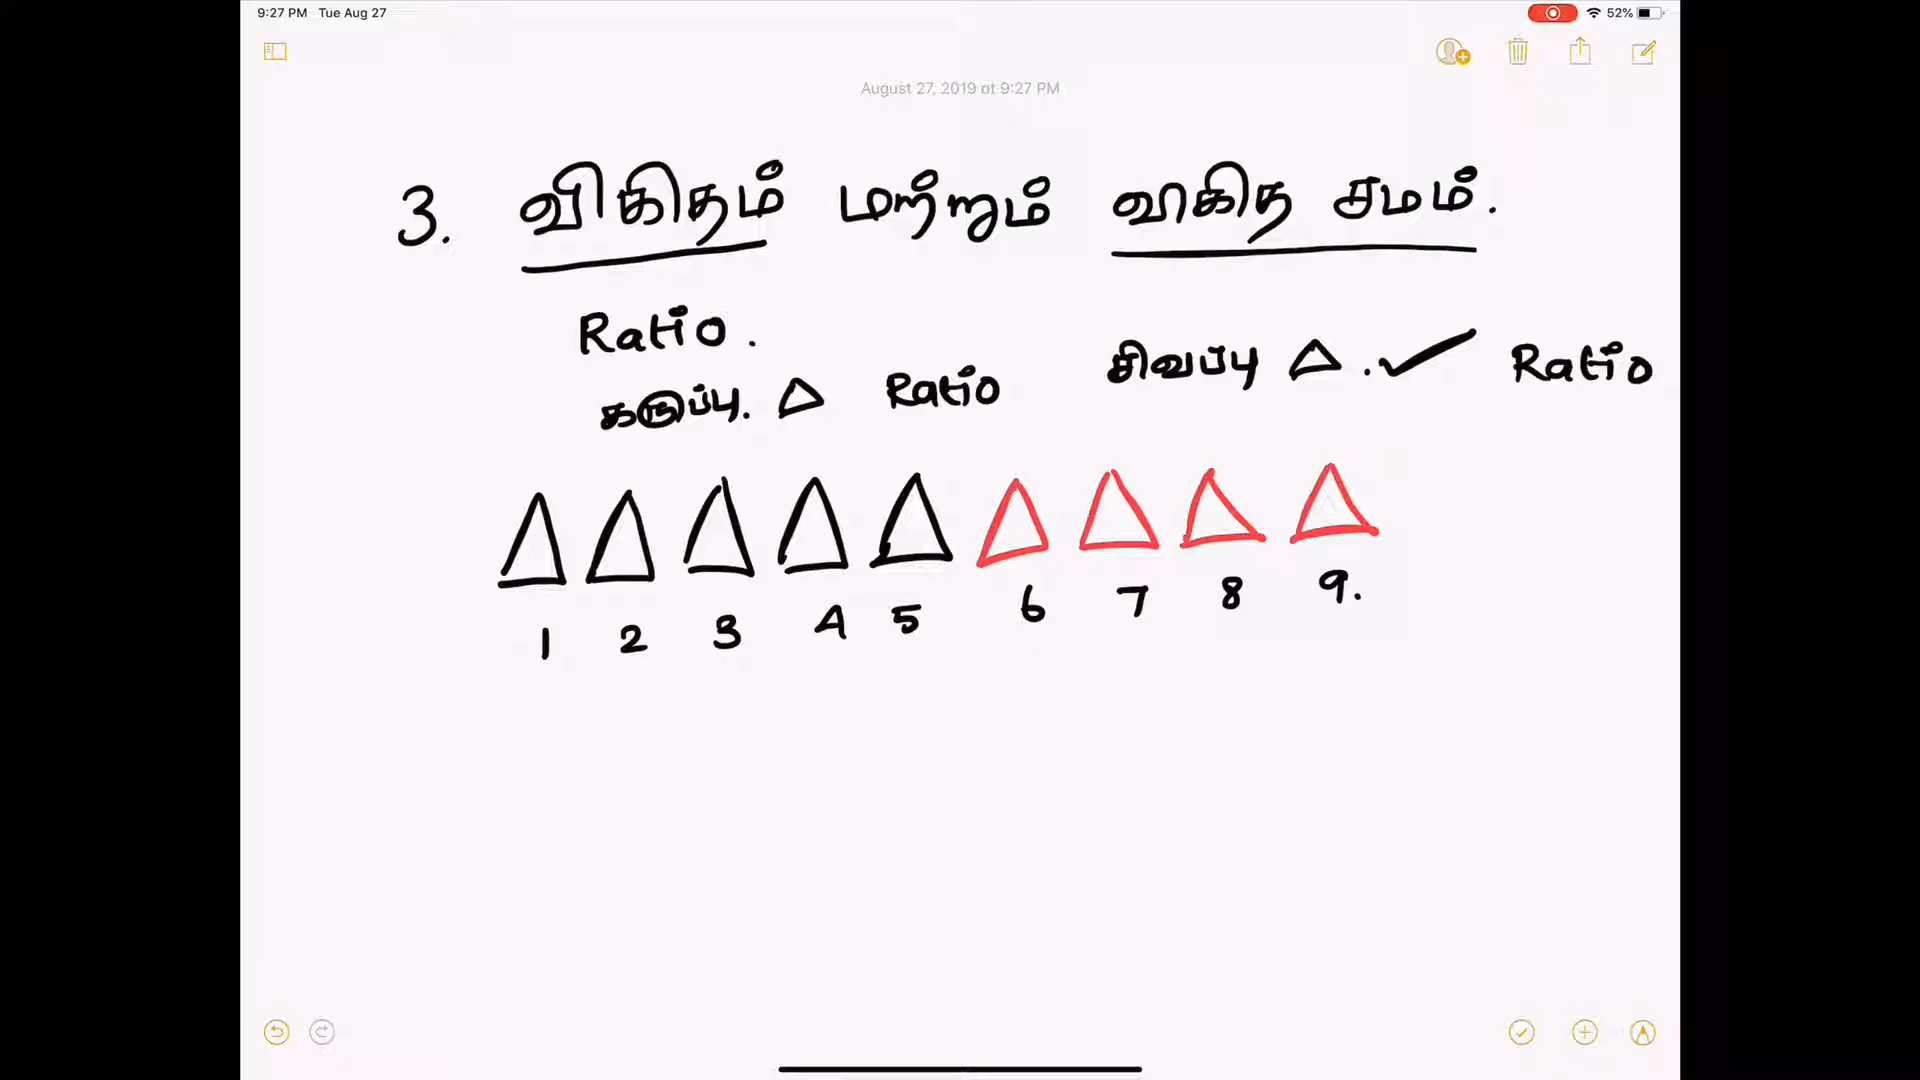 9:27 PM Tue Aug 27
52%
August 27, 2019 at 9:27 PM
3. விகிதம் மற்றும் விகித சமம்.
Ratio.
கருப்பு. △ Ratio சிவப்பு △. ✓ Ratio
1 2 3 4 5 6 7 8 9.